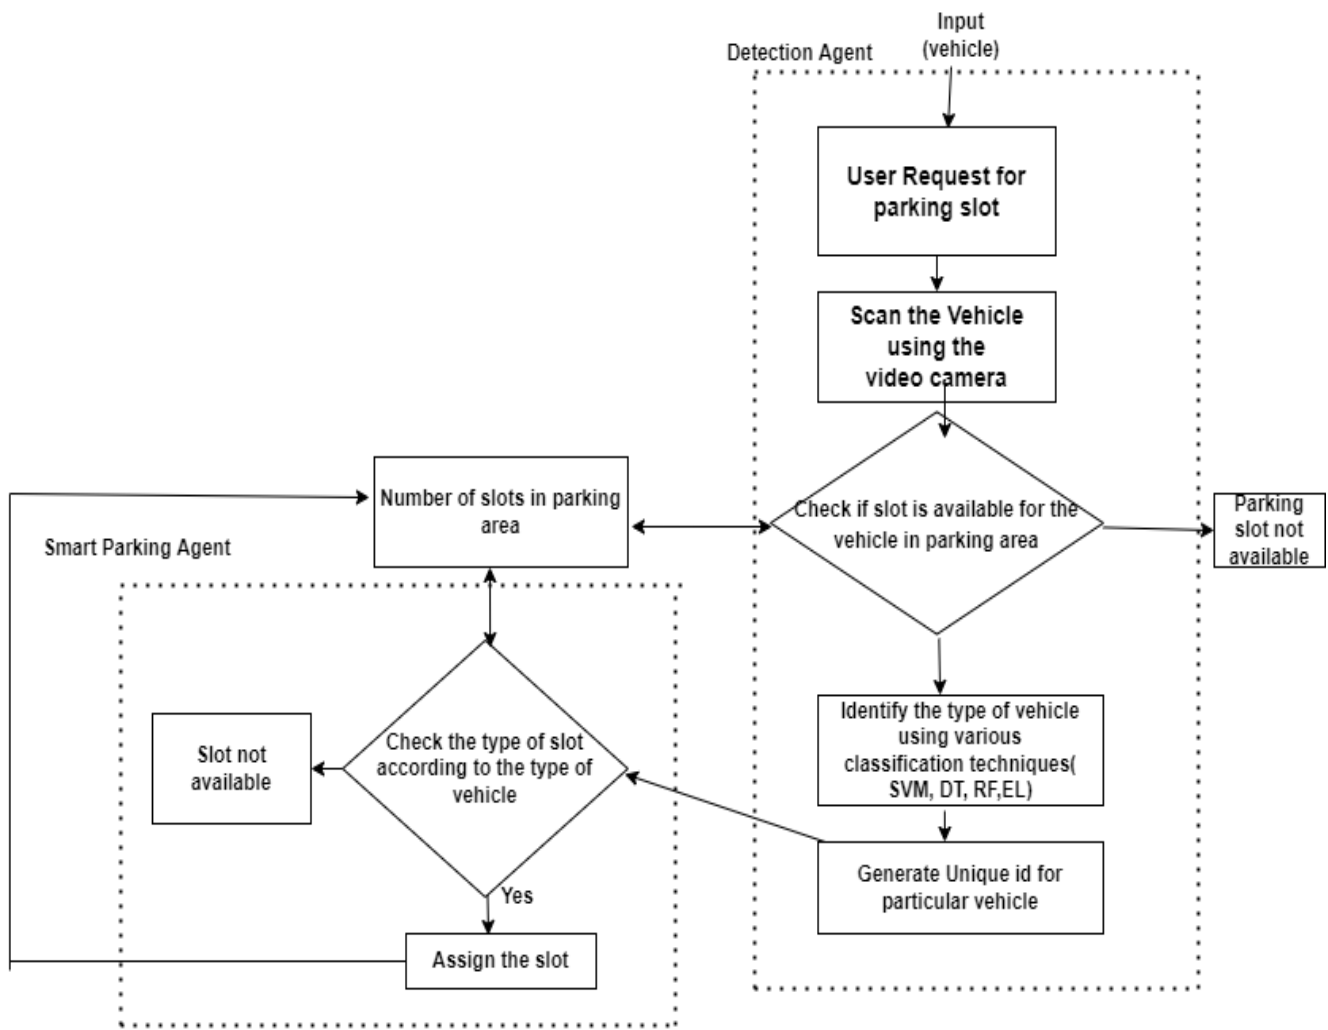 Input
(vehicle)
Detection Agent
User Request for
parking slot
Scan the Vehicle
using the
video camera
Check if slot is available for the
vehicle in parking area
Parking
slot not
available
Number of slots in parking
area
Smart Parking Agent
Identify the type of vehicle
using various
classification techniques(
SVM, DT, RF,EL)
Generate Unique id for
particular vehicle
Check the type of slot
according to the type of
vehicle
Slot not
available
Yes
Assign the slot